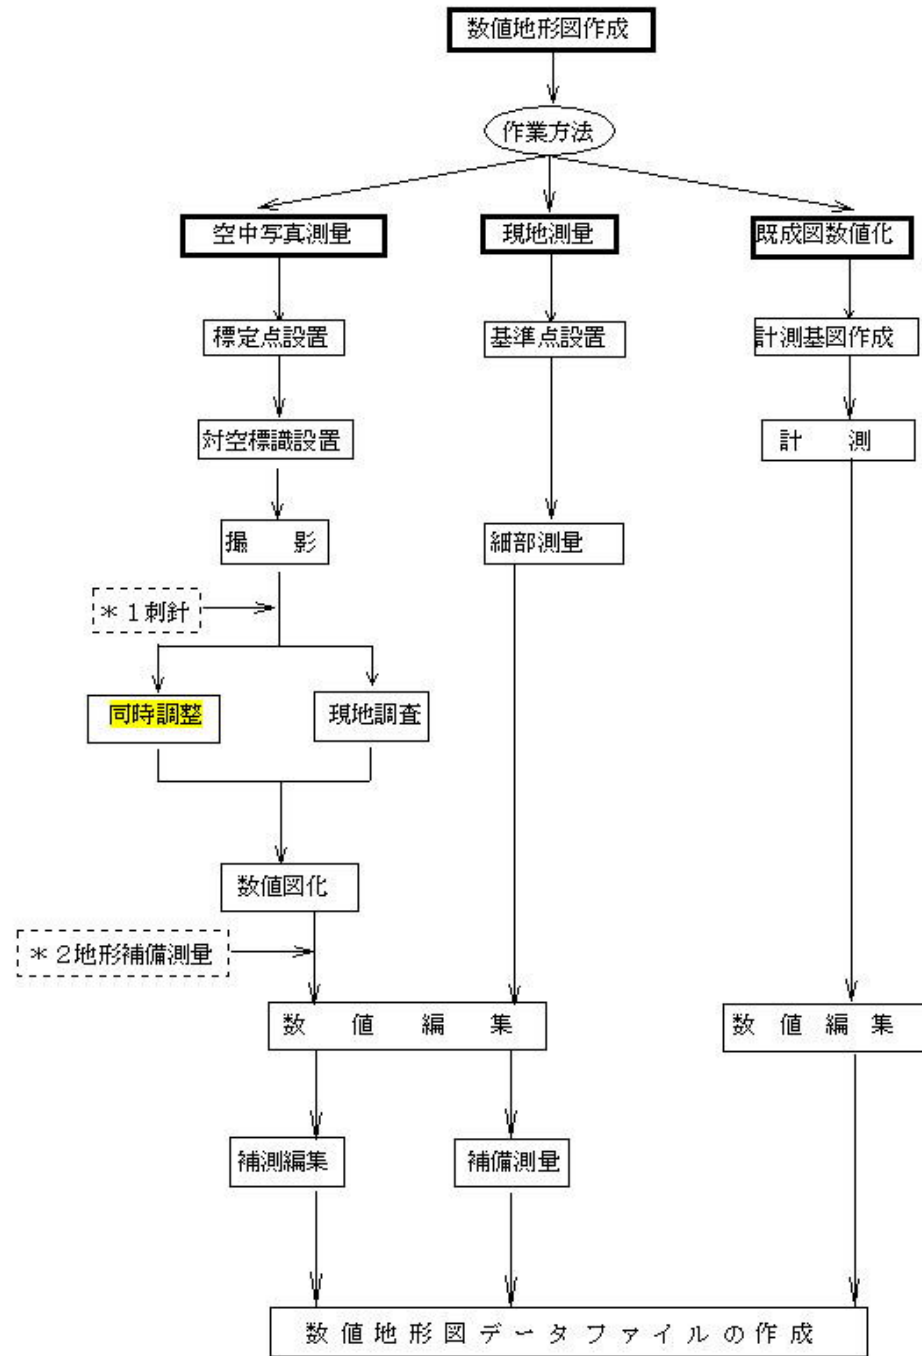 数値地形図作成
作業方法
空中写真測量
現地測量
既成図数値化
標定点設置
基準点設置
計測基図作成
対空標識設置
計 測
撮 影
細部測量
＊１刺針
同時調整
現地調査
数値図化
＊２地形補備測量
数 値 編 集
数 値 編 集
補測編集
補備測量
数値地形図データファイルの作成